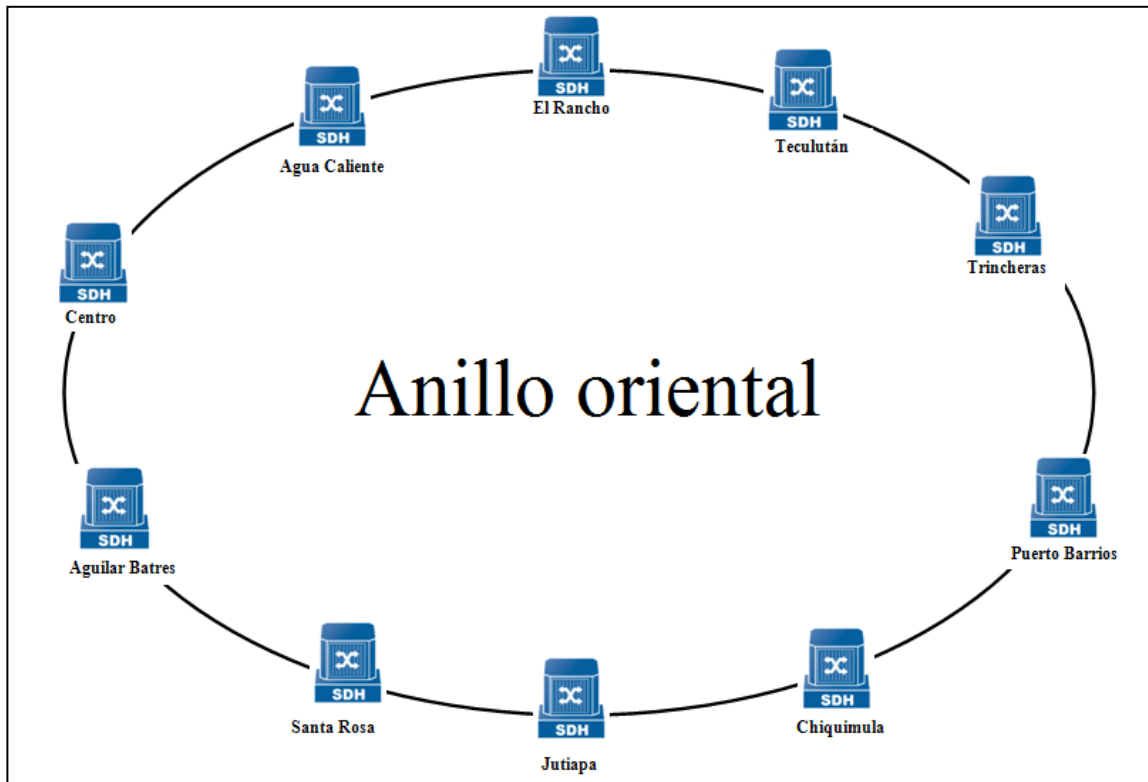 SDH
El Rancho
SDH
Teculután
SDH
Agua Caliente
SDH
Trincheras
SDH
Centro
Anillo oriental
SDH
Puerto Barrios
SDH
Aguilar Batres
SDH
Santa Rosa
SDH
Chiquimula
SDH
Jutiapa